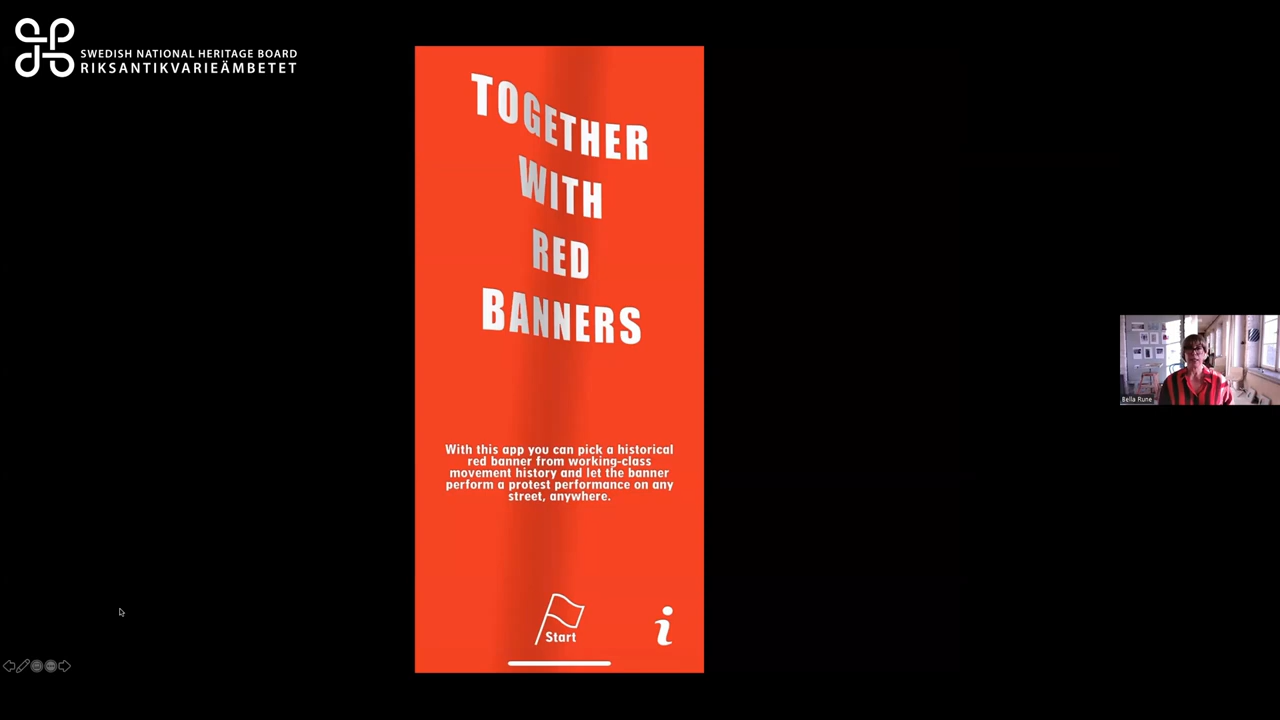 SWEDISH NATIONAL HERITAGE BOARD
RIKSANTIKVARIEÄMBETET
TOGETHER
WITH
RED
BANNERS
With this app you can pick a historical
red banner from working-class
movement history and let the banner
perform a protest performance on any
street, anywhere.
Start
i
Bella Rune